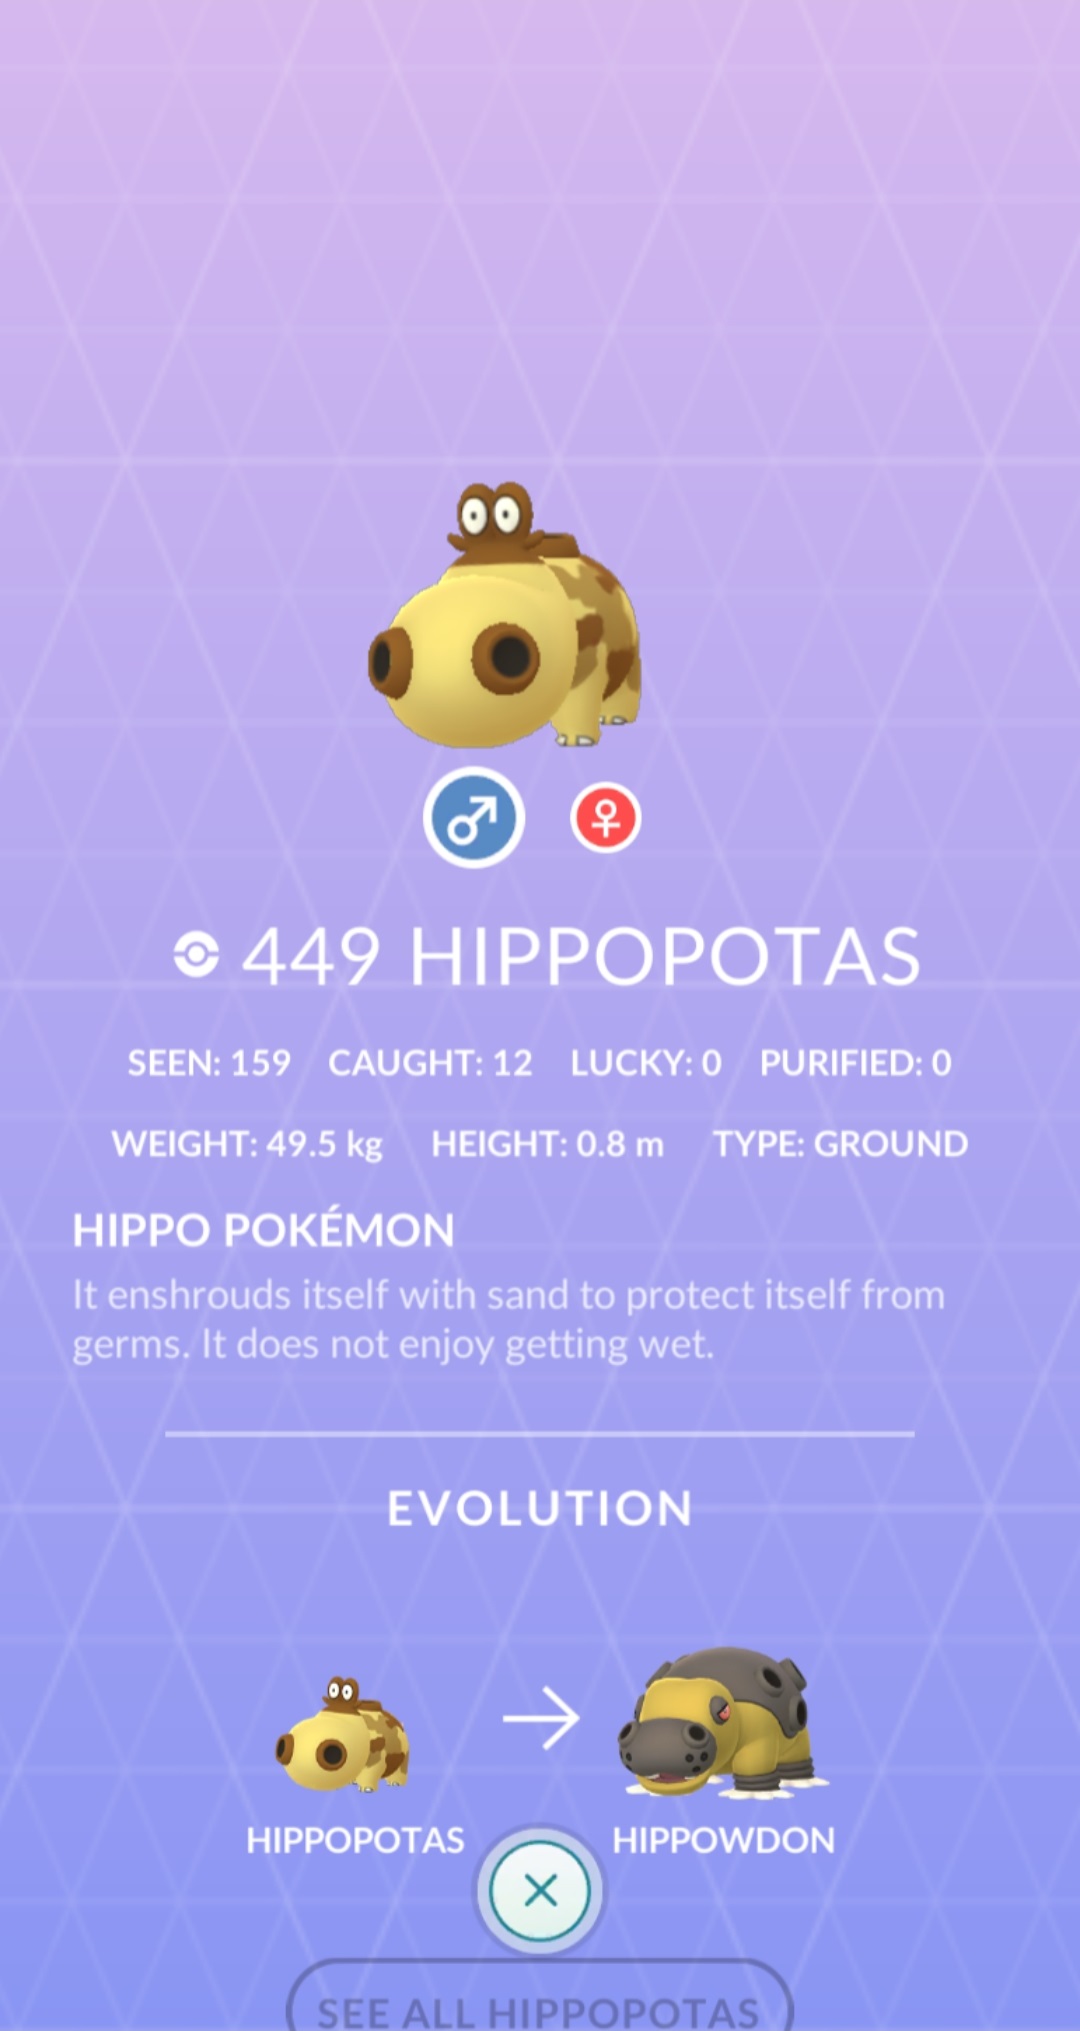 449 HIPPOPOTAS
SEEN: 159 CAUGHT: 12 LUCKY: 0 PURIFIED: 0
WEIGHT: 49.5 kg HEIGHT: 0.8 m TYPE: GROUND
HIPPO POKÉMON
It enshrouds itself with sand to protect itself from
germs. It does not enjoy getting wet.
EVOLUTION
HIPPOPOTAS HIPPOWDON
SEE ALL HIPPOPOTAS